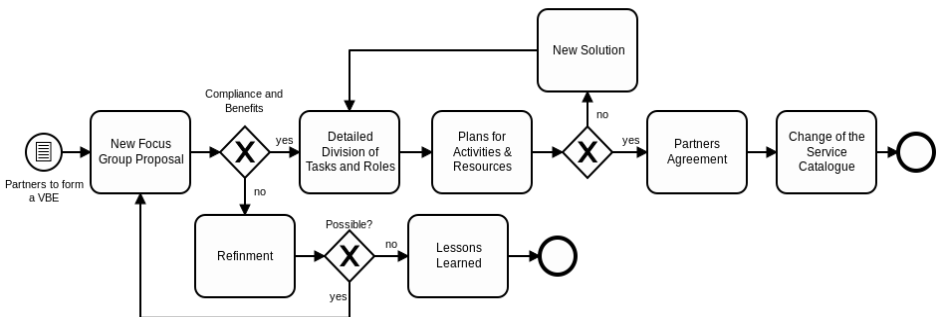 New Solution
Compliance and
Benefits
no
New Focus
Group Proposal
yes
Detailed
Division of
Tasks and Roles
Plans for
Activities &
Resources
yes
Partners
Agreement
Change of the
Service
Catalogue
Partners to form
a VBE
no
Refinment
Possible?
no
Lessons
Learned
yes